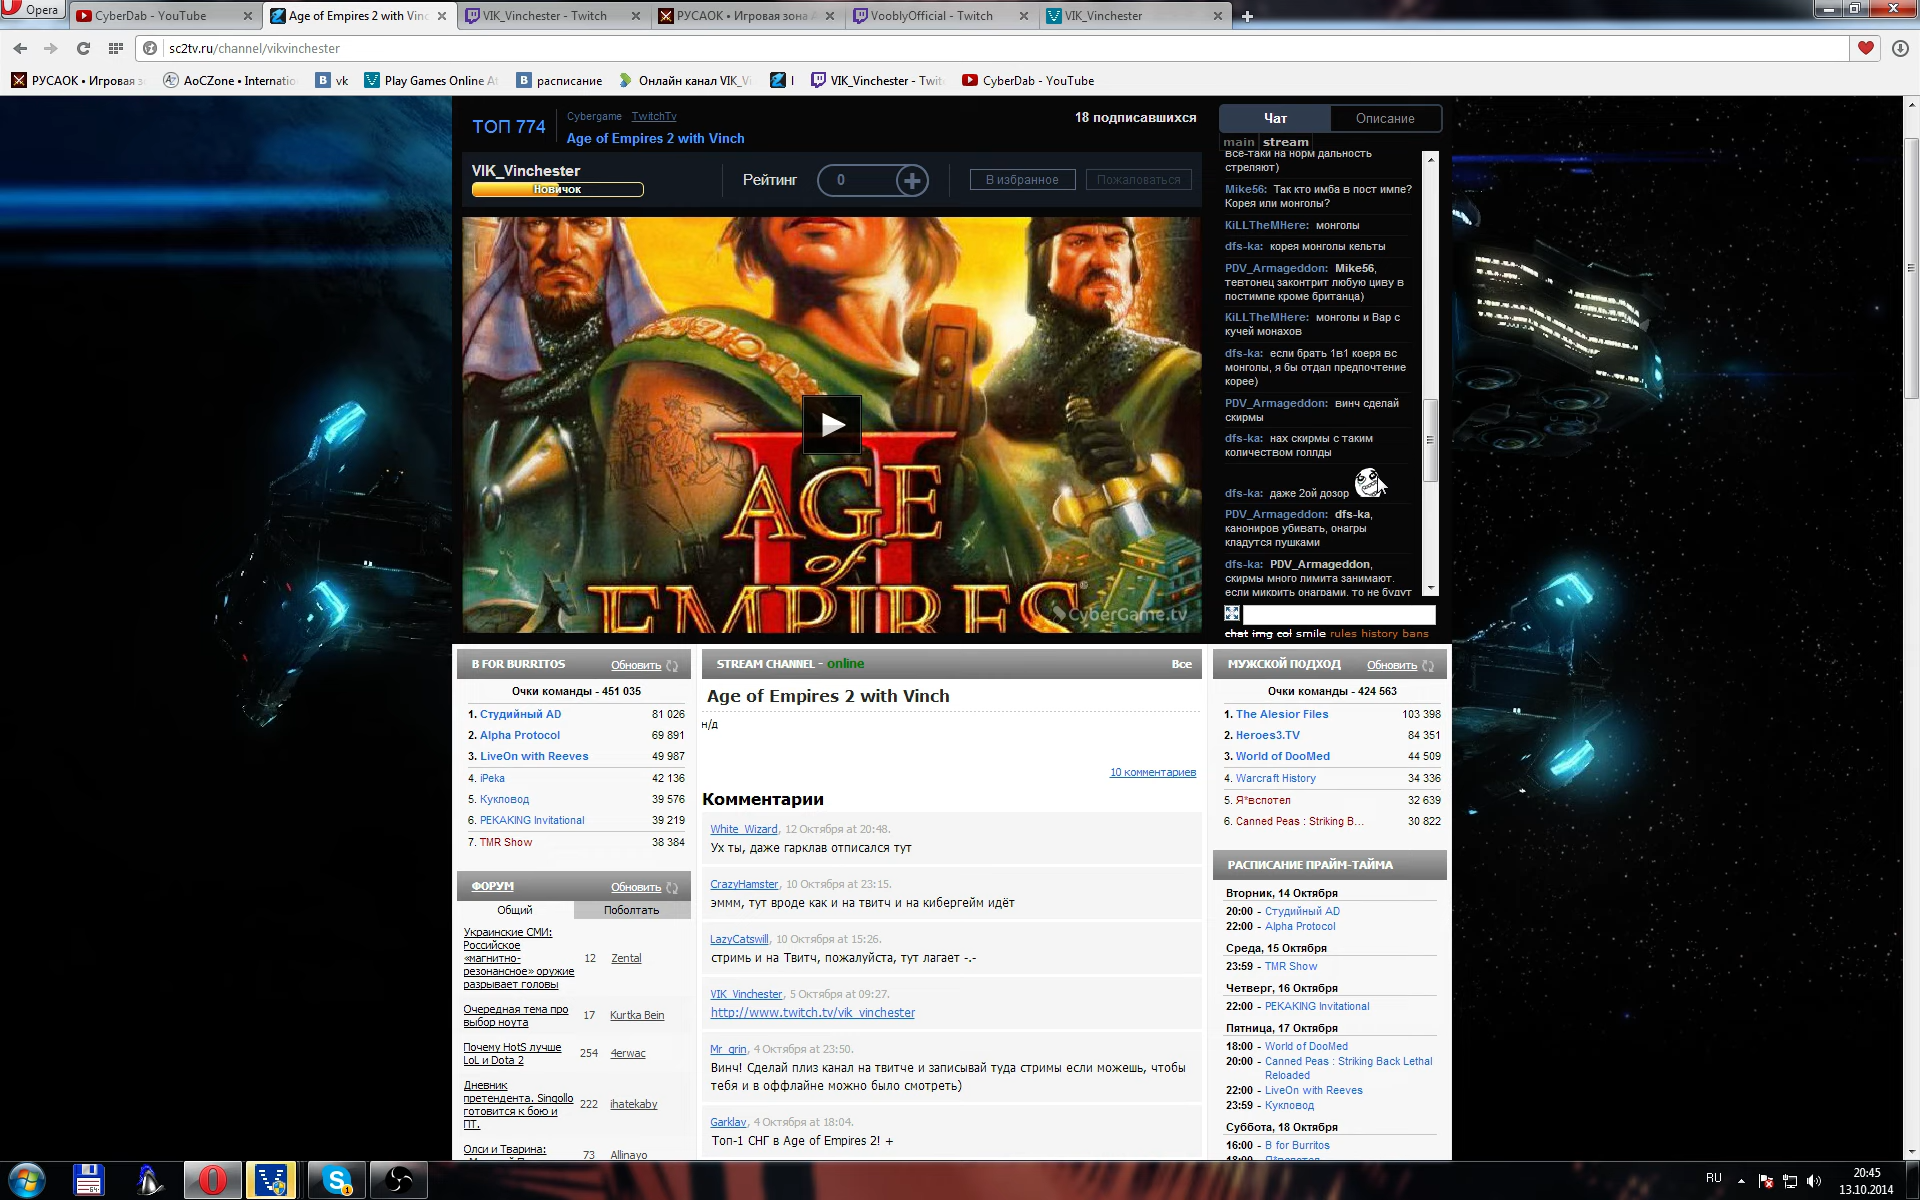 Opera
CyberDab - YouTube
Age of Empires 2 with Vinc
VIK_Vinchester - Twitch
РУСАОК • Игровая зона A
VooblyOfficial - Twitch
VIK_Vinchester
sc2tv.ru/channel/vikvinchester
РУСАОК • Игровая з
AoCZone • Internatio
vk
Play Games Online At
расписание
Онлайн канал VIK_Vi
I
VIK_Vinchester - Twitc
CyberDab - YouTube
ТОП 774
Cybergame TwitchTv
Age of Empires 2 with Vinch
18 подписавшихся
VIK_Vinchester
Новичок
Рейтинг
0
В избранное
Пожаловаться
AGE
II
of
EMPIRES
CyberGame.tv
Чат
Описание
main stream
Все-таки на норм дальность
стреляют)
Mike56: Так кто имба в пост импе?
Корея или монголы?
KiLLTheMHere: монголы
dfs-ka: корея монголы кельты
PDV_Armageddon: Mike56,
тевтонец законтрит любую циву в
постимпе кроме британца)
KiLLTheMHere: монголы и Вар с
кучей монахов
dfs-ka: если брать 1в1 коеря вс
монголы, я бы отдал предпочтение
корее)
PDV_Armageddon: винч сделай
скирмы
dfs-ka: нах скирмы с таким
количеством голлды
dfs-ka: даже 2ой дозор
PDV_Armageddon: dfs-ka,
канониров убивать, онагры
кладутся пушками
dfs-ka: PDV_Armageddon,
скирмы много лимита занимают.
если микрить онаграми, то не будут
chat img col smile rules history bans
B FOR BURRITOS
Обновить
Очки команды - 451 035
1. Студийный AD 81 026
2. Alpha Protocol 69 891
3. LiveOn with Reeves 49 987
4. iPeka 42 136
5. Кукловод 39 576
6. PEKAKING Invitational 39 219
7. TMR Show 38 384
ФОРУМ
Обновить
Общий
Поболтать
Украинские СМИ:
Российское
«магнитно-
резонансное» оружие
разрывает головы
12 Zental
Очередная тема про
выбор ноута
17 Kurtka Bein
Почему HotS лучше
LoL и Dota 2
254 4erwac
Дневник
претендента. Singollo
готовится к бою и
ПТ.
222 ihatekaby
Олси и Тварина:
73 Allinayo
STREAM CHANNEL - online
Все
Age of Empires 2 with Vinch
н/д
10 комментариев
Комментарии
White_Wizard, 12 Октября at 20:48.
Ух ты, даже гарклав отписался тут
CrazyHamster, 10 Октября at 23:15.
эммм, тут вроде как и на твитч и на кибергейм идёт
LazyCatswill, 10 Октября at 15:26.
стримь и на Твитч, пожалуйста, тут лагает -.-
VIK_Vinchester, 5 Октября at 09:27.
http://www.twitch.tv/vik_vinchester
Mr_grin, 4 Октября at 23:50.
Винч! Сделай плиз канал на твитче и записывай туда стримы если можешь, чтобы
тебя и в оффлайне можно было смотреть)
Garklav, 4 Октября at 18:04.
Топ-1 СНГ в Age of Empires 2! +
МУЖСКОЙ ПОДХОД
Обновить
Очки команды - 424 563
1. The Alesior Files 103 398
2. Heroes3.TV 84 351
3. World of DooMed 44 509
4. Warcraft History 34 336
5. Я*вспотел 32 639
6. Canned Peas : Striking B... 30 822
РАСПИСАНИЕ ПРАЙМ-ТАЙМА
Вторник, 14 Октября
20:00 - Студийный AD
22:00 - Alpha Protocol
Среда, 15 Октября
23:59 - TMR Show
Четверг, 16 Октября
22:00 - PEKAKING Invitational
Пятница, 17 Октября
18:00 - World of DooMed
20:00 - Canned Peas : Striking Back Lethal
Reloaded
22:00 - LiveOn with Reeves
23:59 - Кукловод
Суббота, 18 Октября
16:00 - B for Burritos
18:00 - Я*вспотел
RU
20:45
13.10.2014